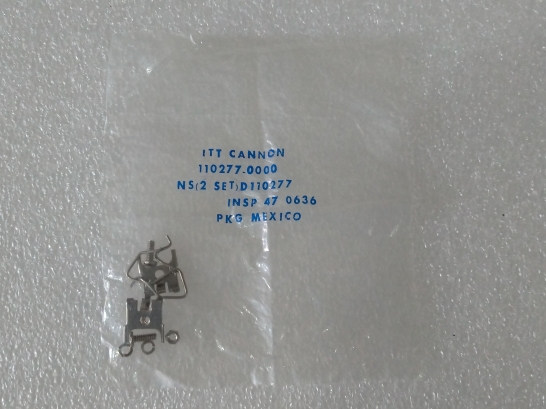 ITT CANNON
110277-0000
NS(2 SET)D110277
INSP 47 0636
PKG MEXICO